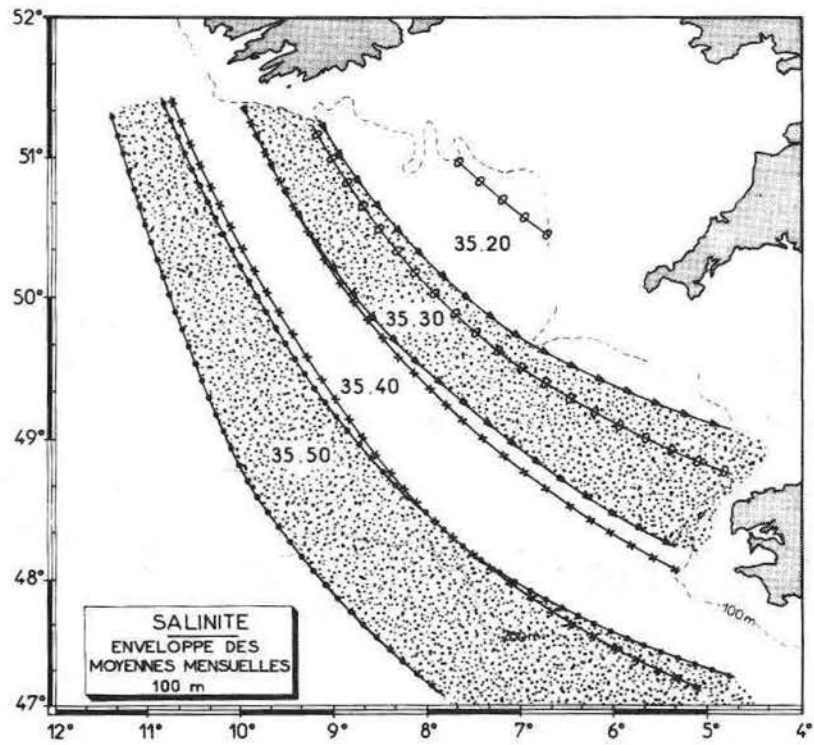 52°
51°
35.20
50°
35.30
35.40
49°
35.50
48°
100m
200m
SALINITE
ENVELOPPE DES
MOYENNES MENSUELLES
100 m
47°
12° 11° 10° 9° 8° 7° 6° 5° 4°